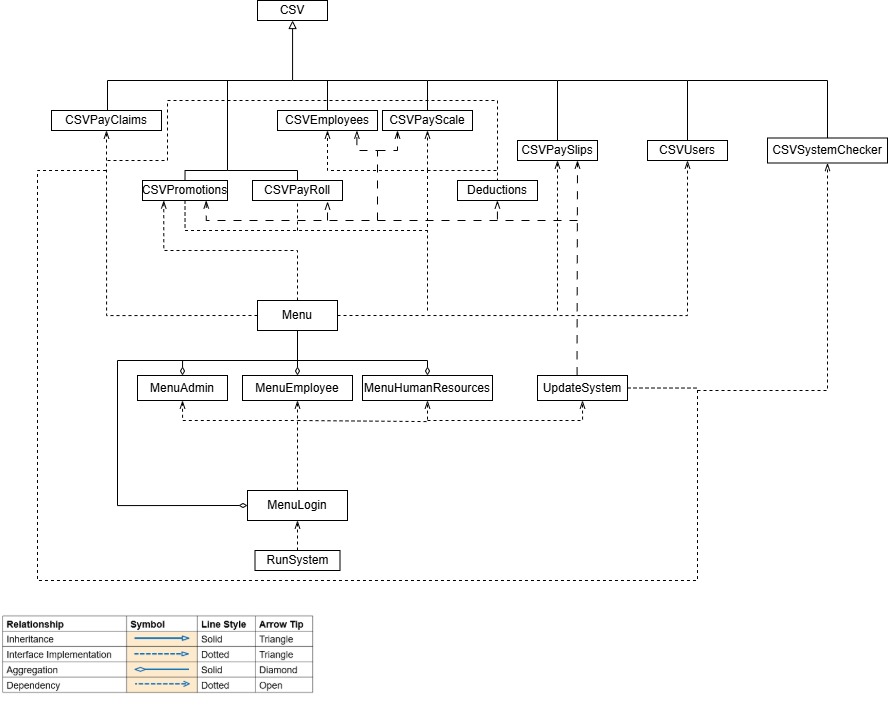 CSV
CSVPayClaims
CSVEmployees
CSVPayScale
CSVPaySlips
CSVUsers
CSVSystemChecker
CSVPromotions
CSVPayRoll
Deductions
Menu
MenuAdmin
MenuEmployee
MenuHumanResources
UpdateSystem
MenuLogin
RunSystem
Relationship Symbol Line Style Arrow Tip
Inheritance Solid Triangle
Interface Implementation Dotted Triangle
Aggregation Solid Diamond
Dependency Dotted Open